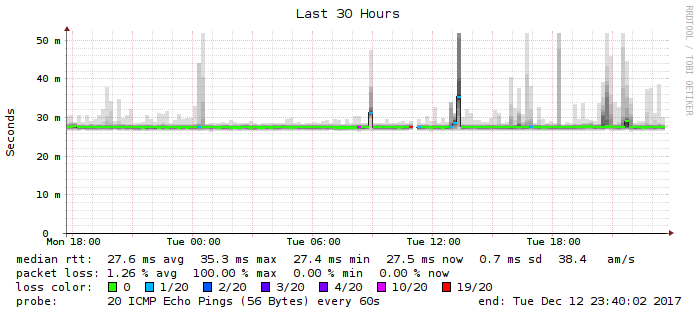 Last 30 Hours
RRDTOOL / TOBI OETIKER
Seconds
50 m
40 m
30 m
20 m
10 m
0
Mon 18:00 Tue 00:00 Tue 06:00 Tue 12:00 Tue 18:00
median rtt: 27.6 ms avg 35.3 ms max 27.4 ms min 27.5 ms now 0.7 ms sd 38.4 am/s
packet loss: 1.26 % avg 100.00 % max 0.00 % min 0.00 % now
loss color: 0 1/20 2/20 3/20 4/20 10/20 19/20
probe: 20 ICMP Echo Pings (56 Bytes) every 60s end: Tue Dec 12 23:40:02 2017